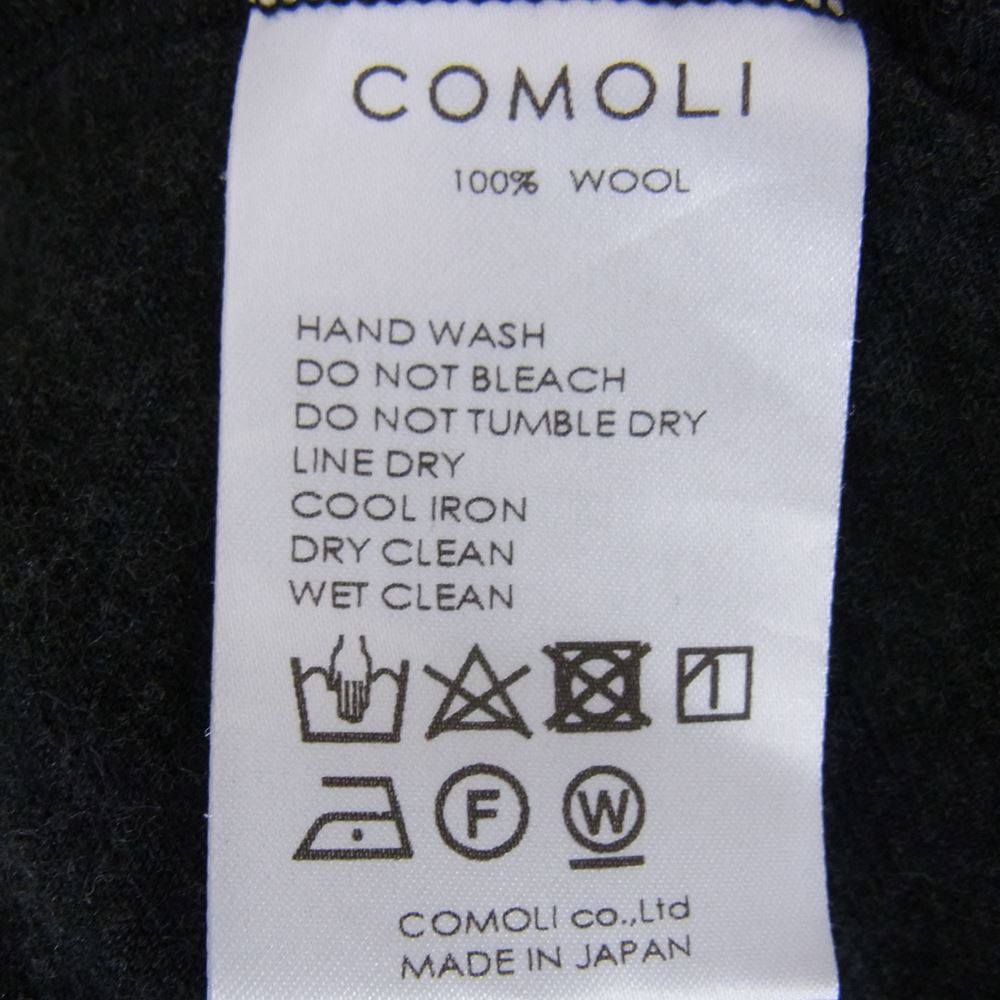 COMOLI
100% WOOL
HAND WASH
DO NOT BLEACH
DO NOT TUMBLE DRY
LINE DRY
COOL IRON
DRY CLEAN
WET CLEAN
F W
COMOLI co.,Ltd
MADE IN JAPAN